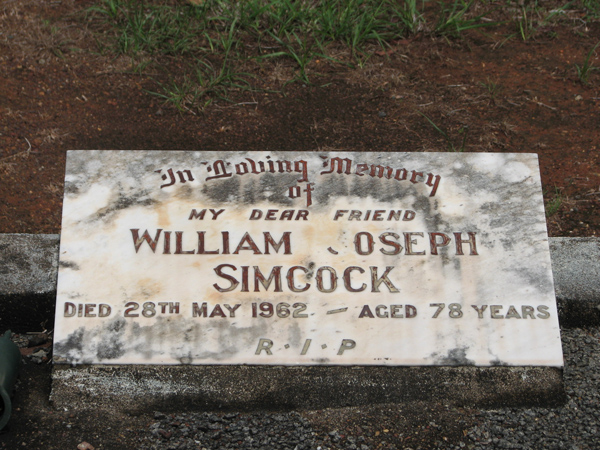 In Loving Memory
of
MY DEAR FRIEND
WILLIAM JOSEPH
SIMCOCK
DIED 28TH MAY 1962 — AGED 78 YEARS
R·I·P